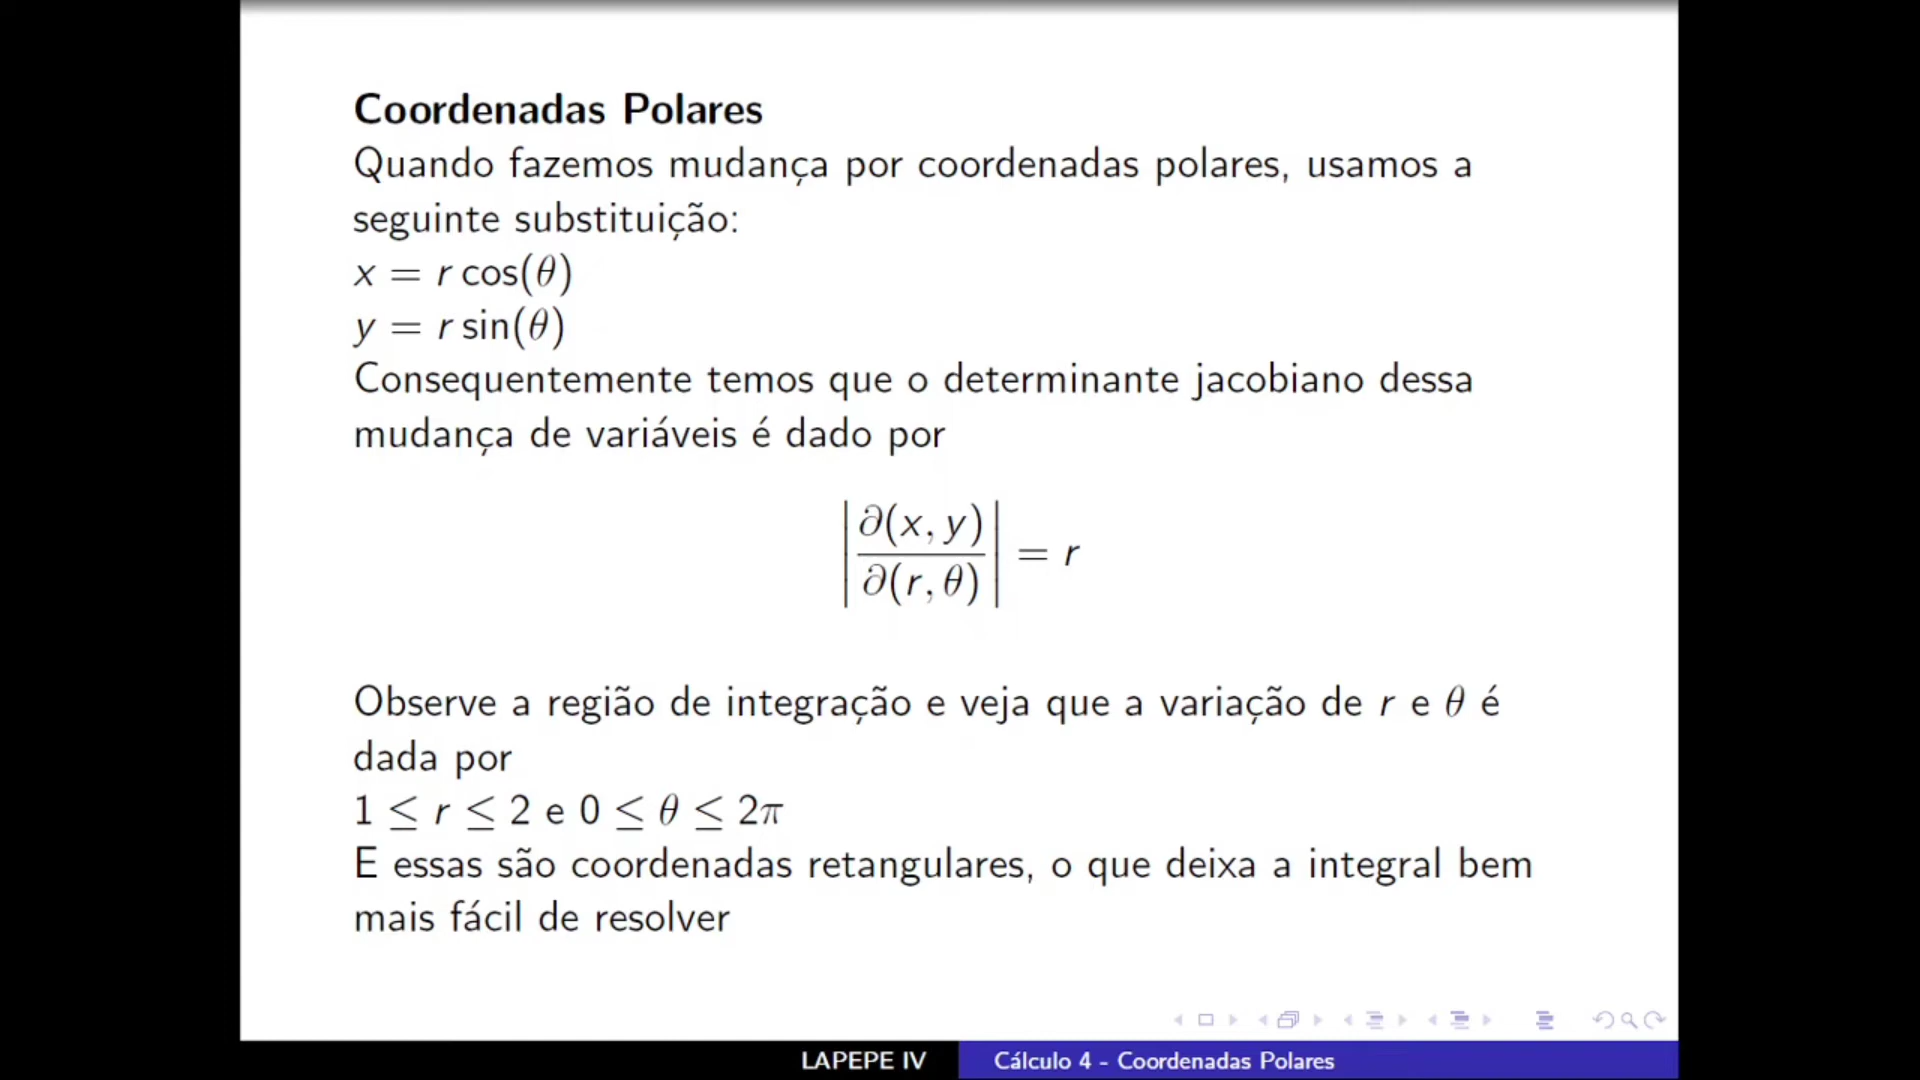 Coordenadas Polares
Quando fazemos mudança por coordenadas polares, usamos a
seguinte substituição:
x = r cos(θ)
y = r sin(θ)
Consequentemente temos que o determinante jacobiano dessa
mudança de variáveis é dado por
|∂(x, y)/∂(r, θ)| = r
Observe a região de integração e veja que a variação de r e θ é
dada por
1 ≤ r ≤ 2 e 0 ≤ θ ≤ 2π
E essas são coordenadas retangulares, o que deixa a integral bem
mais fácil de resolver
LAPEPE IV
Cálculo 4 - Coordenadas Polares